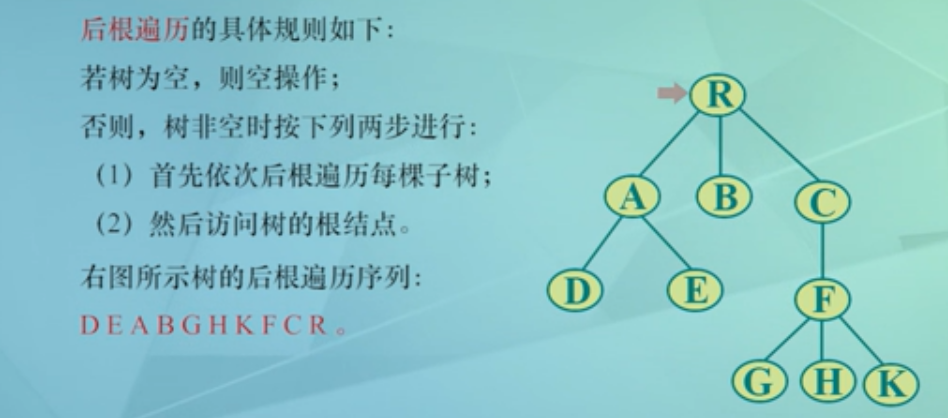 后根遍历的具体规则如下：
若树为空，则空操作；
否则，树非空时按下列两步进行：
（1）首先依次后根遍历每棵子树；
（2）然后访问树的根结点。
右图所示树的后根遍历序列：
D E A B G H K F C R 。
R
A B C
D E F
G H K